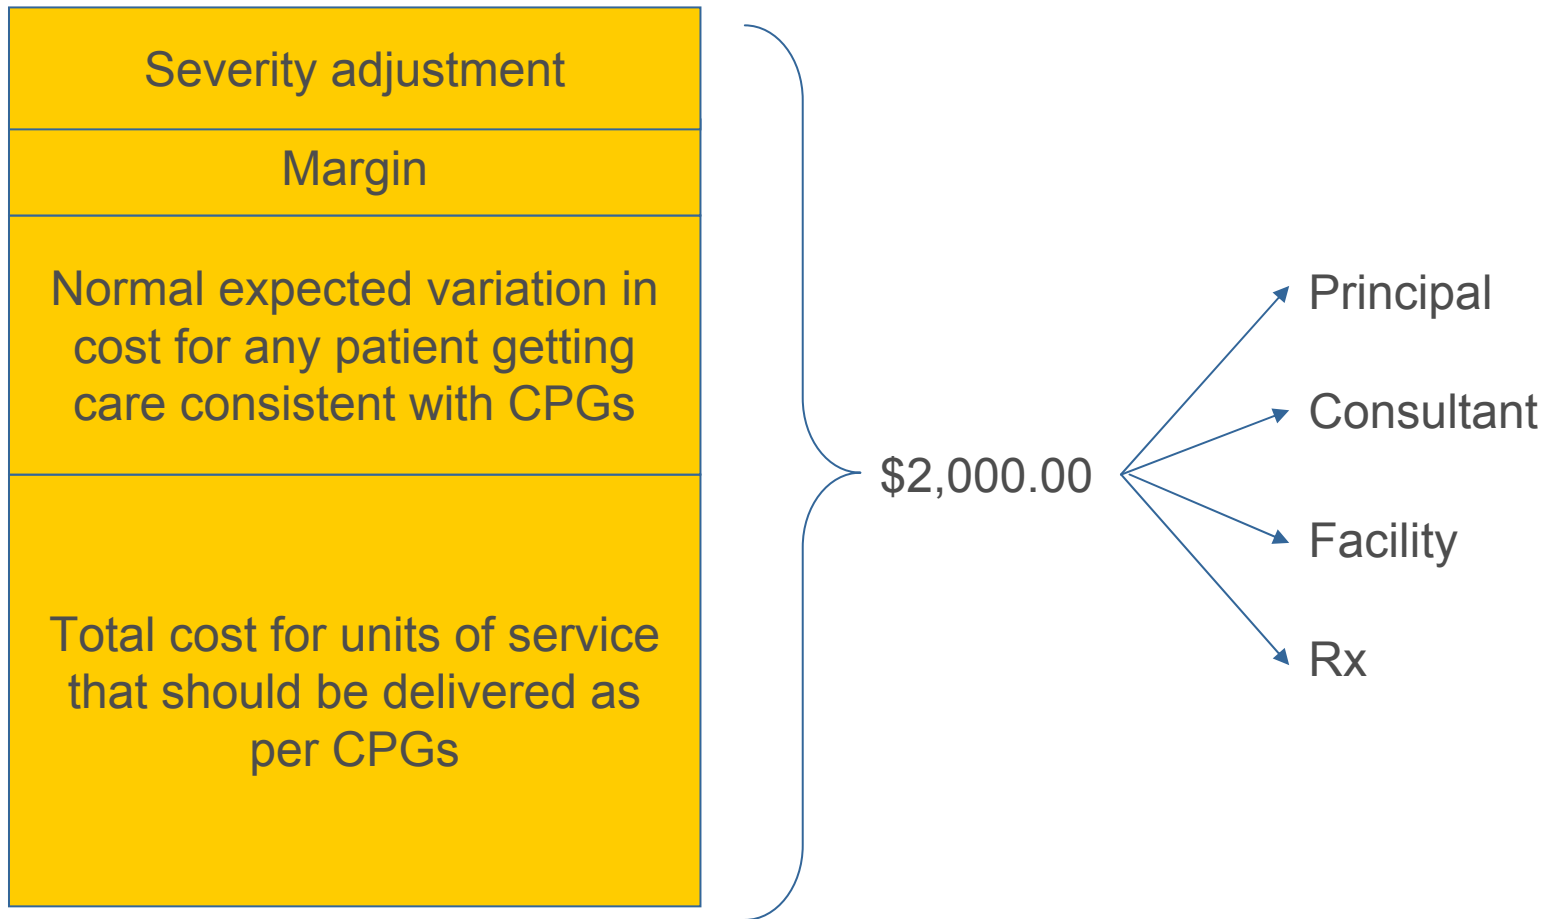 Severity adjustment
Margin
Normal expected variation in
cost for any patient getting
care consistent with CPGs
Total cost for units of service
that should be delivered as
per CPGs
$2,000.00
Principal
Consultant
Facility
Rx